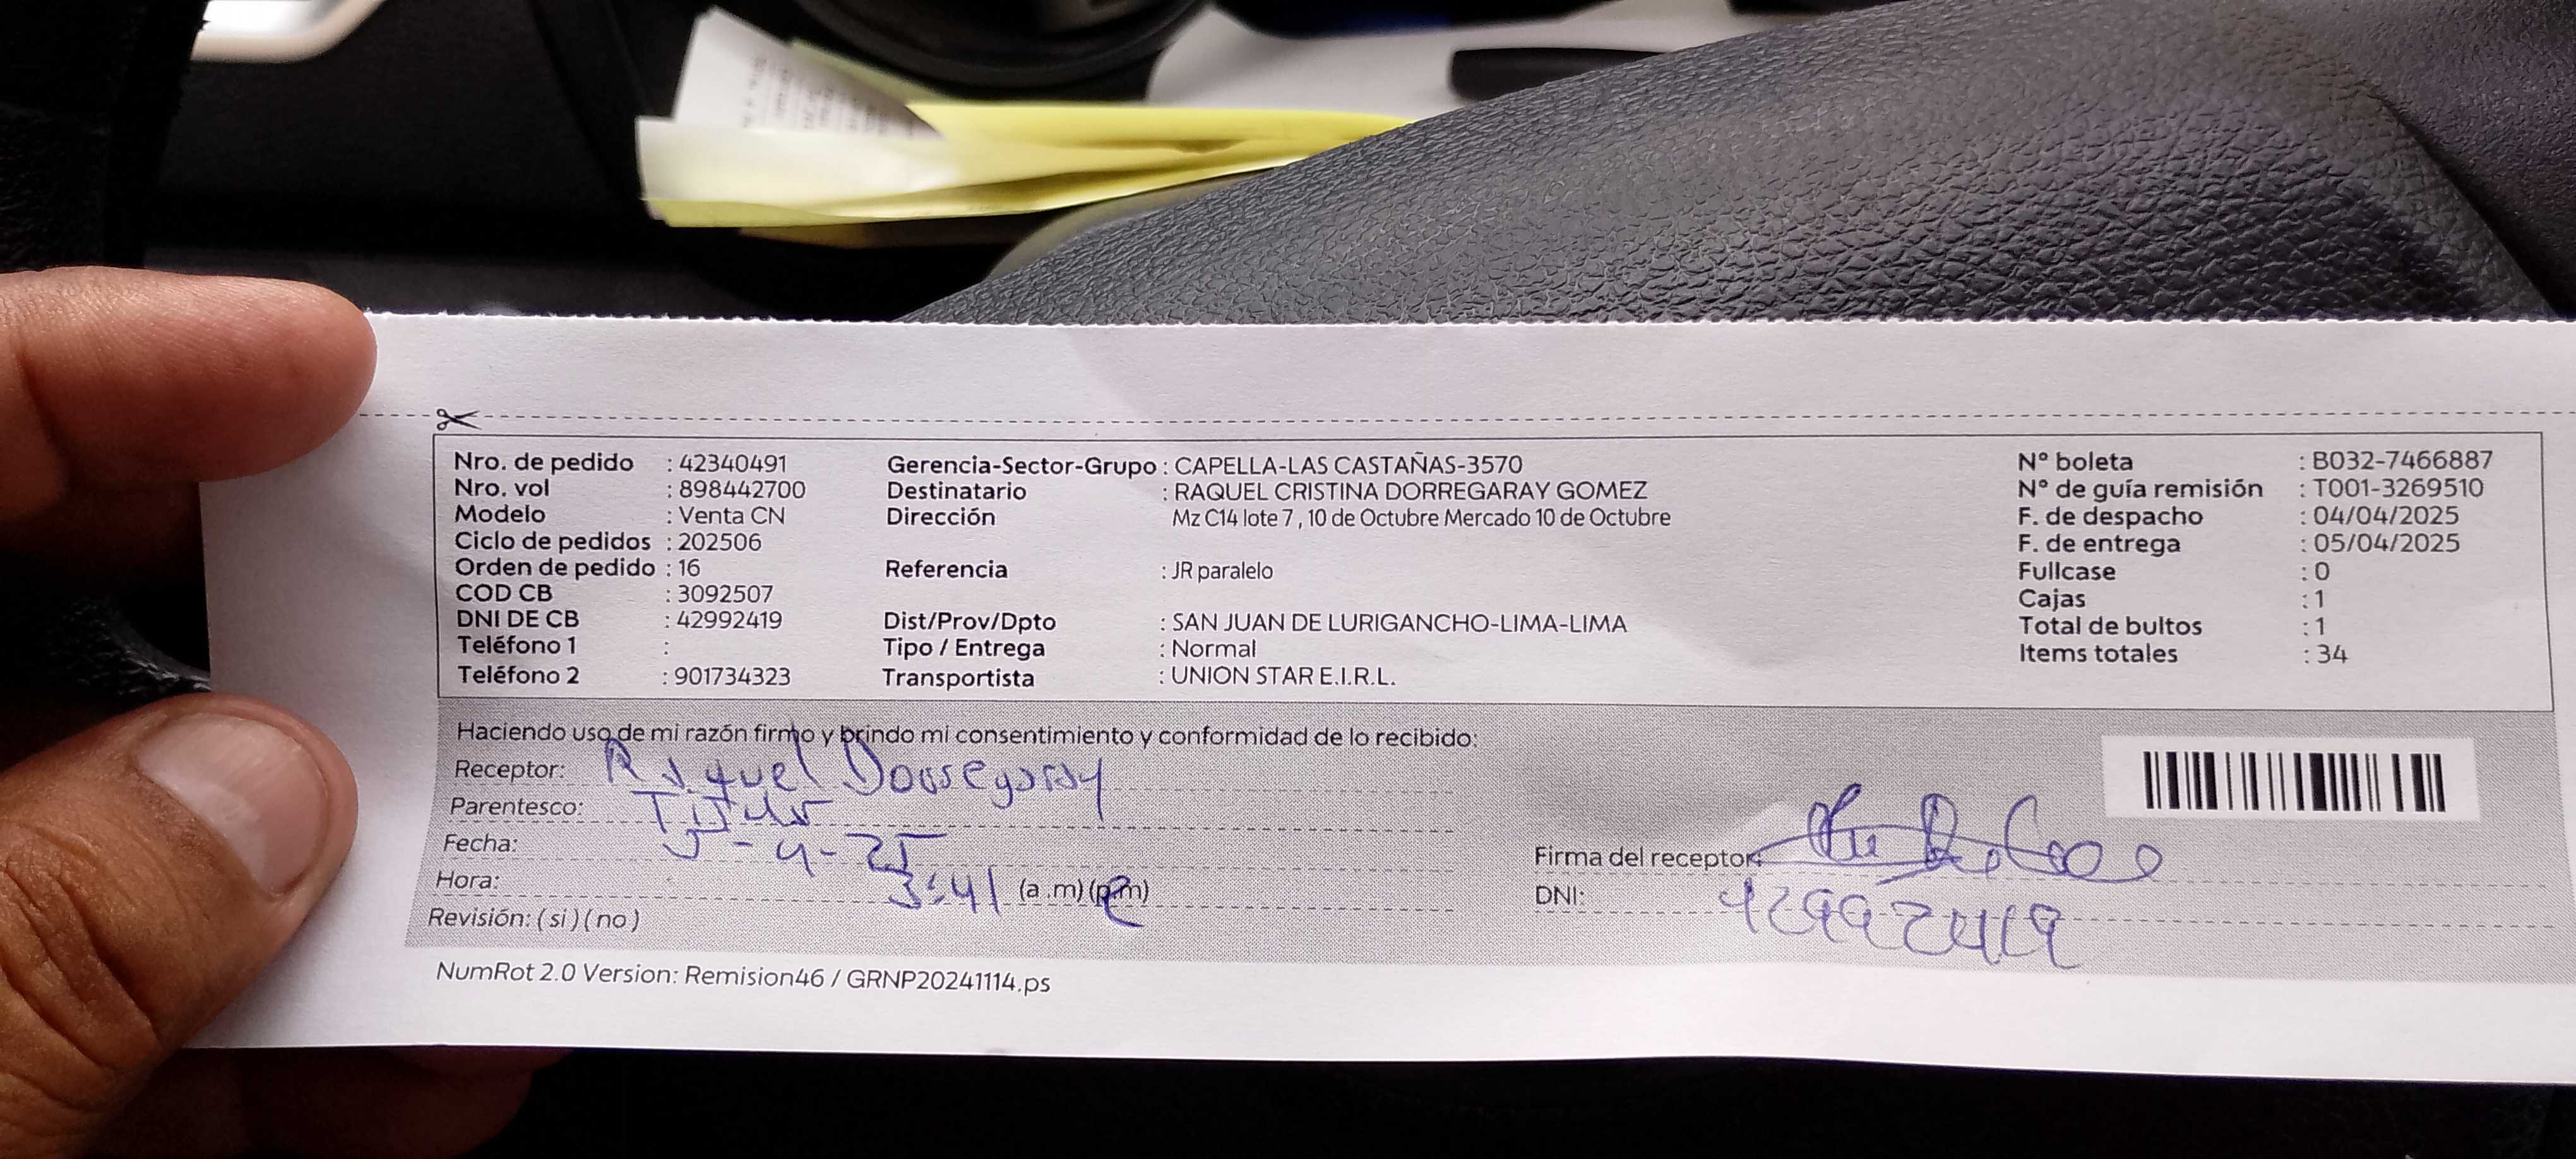 Nro. de pedido : 42340491
Nro. vol : 898442700
Modelo : Venta CN
Ciclo de pedidos : 202506
Orden de pedido : 16
COD CB : 3092507
DNI DE CB : 42992419
Teléfono 1 :
Teléfono 2 : 901734323
Gerencia-Sector-Grupo : CAPELLA-LAS CASTAÑAS-3570
Destinatario : RAQUEL CRISTINA DORREGARAY GOMEZ
Dirección Mz C14 lote 7 , 10 de Octubre Mercado 10 de Octubre
Referencia : JR paralelo
Dist/Prov/Dpto : SAN JUAN DE LURIGANCHO-LIMA-LIMA
Tipo / Entrega : Normal
Transportista : UNION STAR E.I.R.L.
N° boleta : B032-7466887
N° de guía remisión : T001-3269510
F. de despacho : 04/04/2025
F. de entrega : 05/04/2025
Fullcase : 0
Cajas : 1
Total de bultos : 1
Items totales : 34
Haciendo uso de mi razón firmo y brindo mi consentimiento y conformidad de lo recibido:
Receptor: Raquel Dorregaray
Parentesco: Titular
Fecha: 5-4-25
Hora: 3:41 (a.m) (p.m)
Revisión: ( si ) ( no )
Firma del receptor:
DNI: 42992419
NumRot 2.0 Version: Remision46 / GRNP20241114.ps